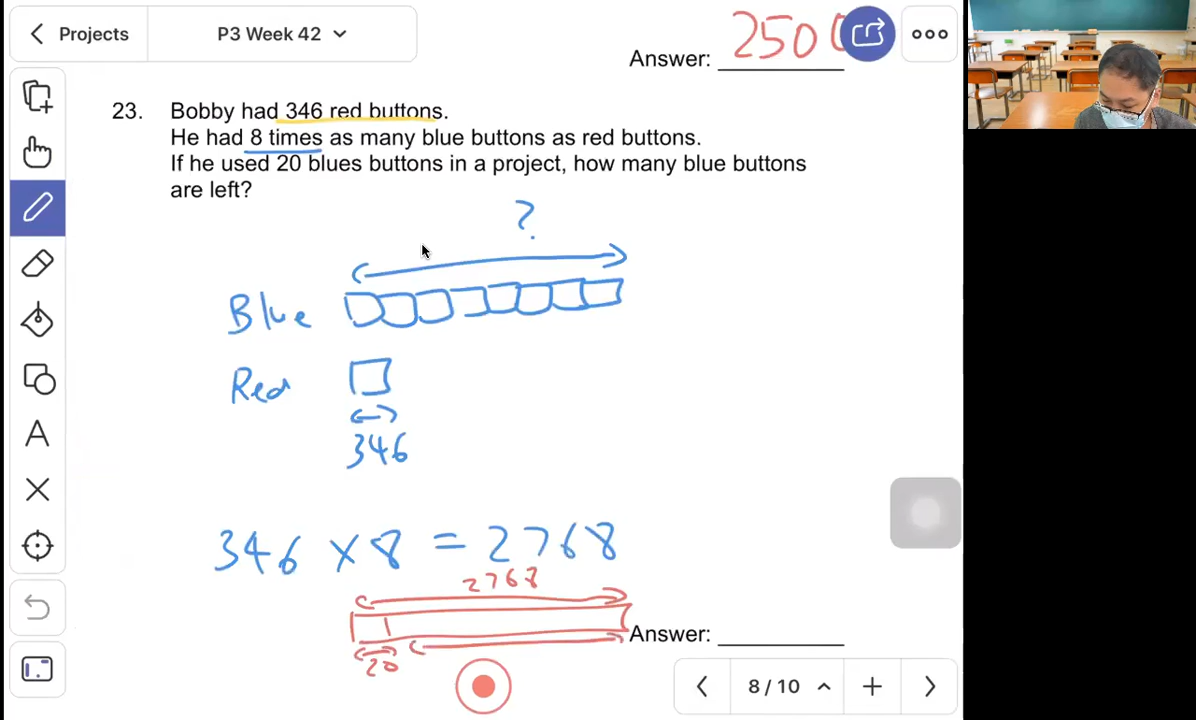 Projects
P3 Week 42
Answer: 2500
23. Bobby had 346 red buttons.
He had 8 times as many blue buttons as red buttons.
If he used 20 blues buttons in a project, how many blue buttons
are left?
?
Blue
Red
346
346 × 8 = 2768
2768
20
Answer:
A
8 / 10